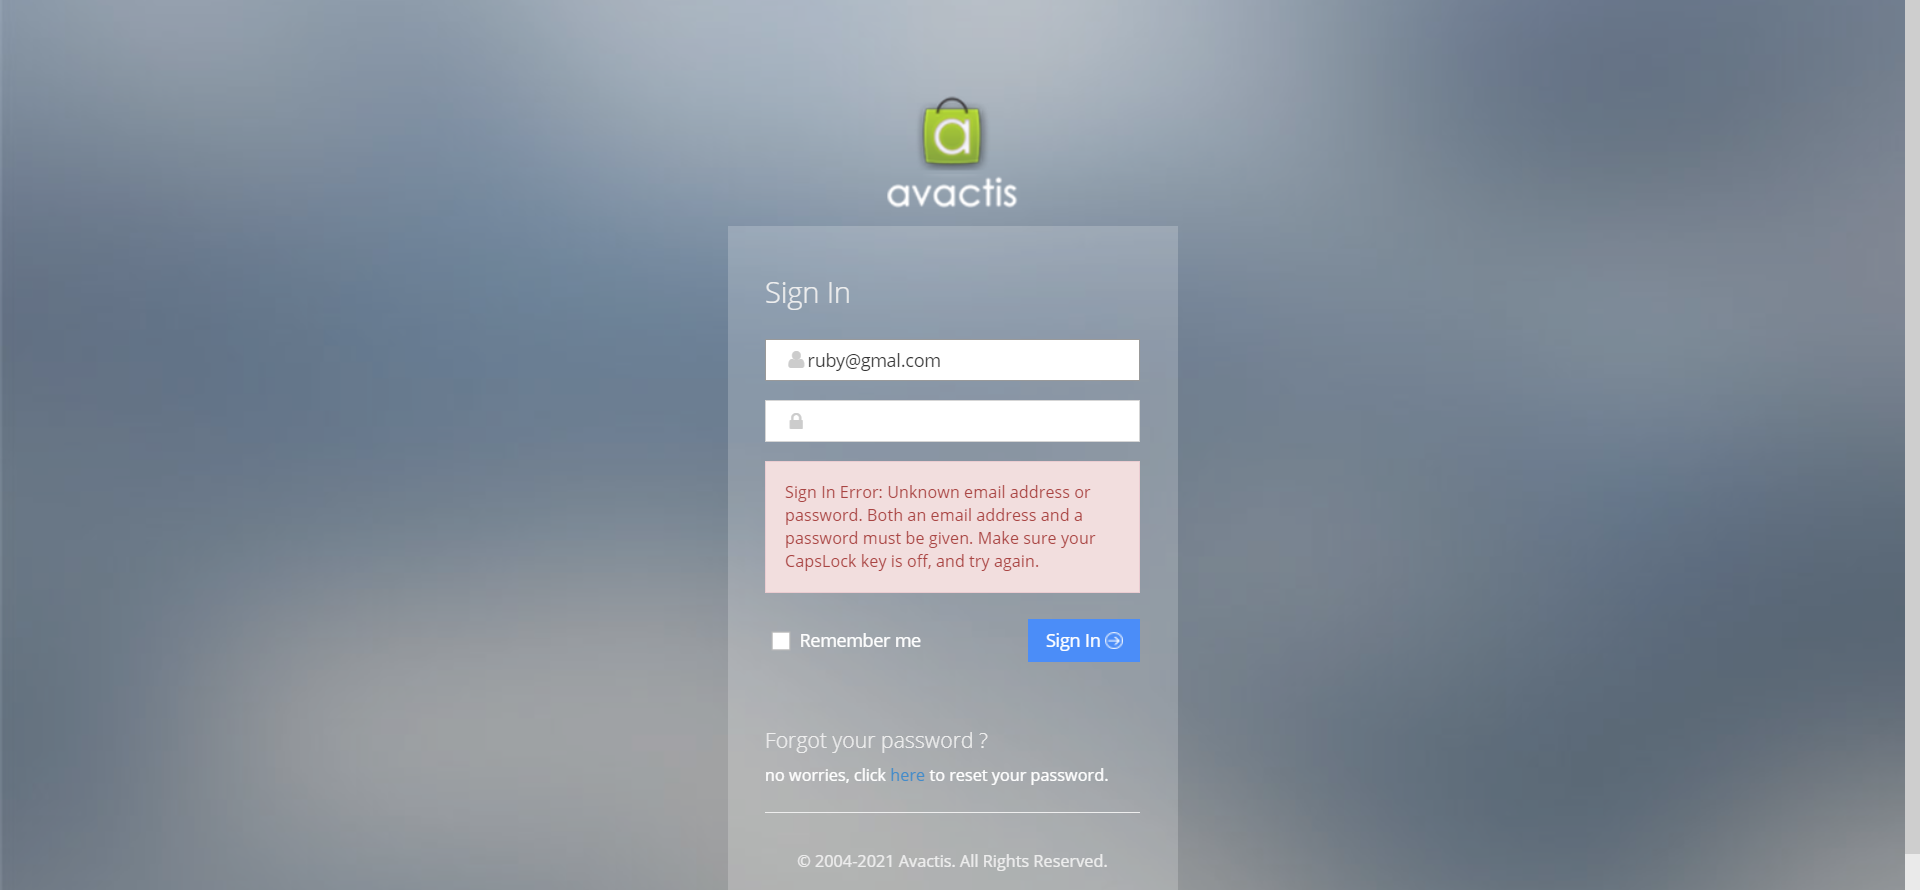 a
avactis
Sign In
ruby@gmal.com
Sign In Error: Unknown email address or
password. Both an email address and a
password must be given. Make sure your
CapsLock key is off, and try again.
Remember me
Sign In
Forgot your password ?
no worries, click here to reset your password.
© 2004-2021 Avactis. All Rights Reserved.